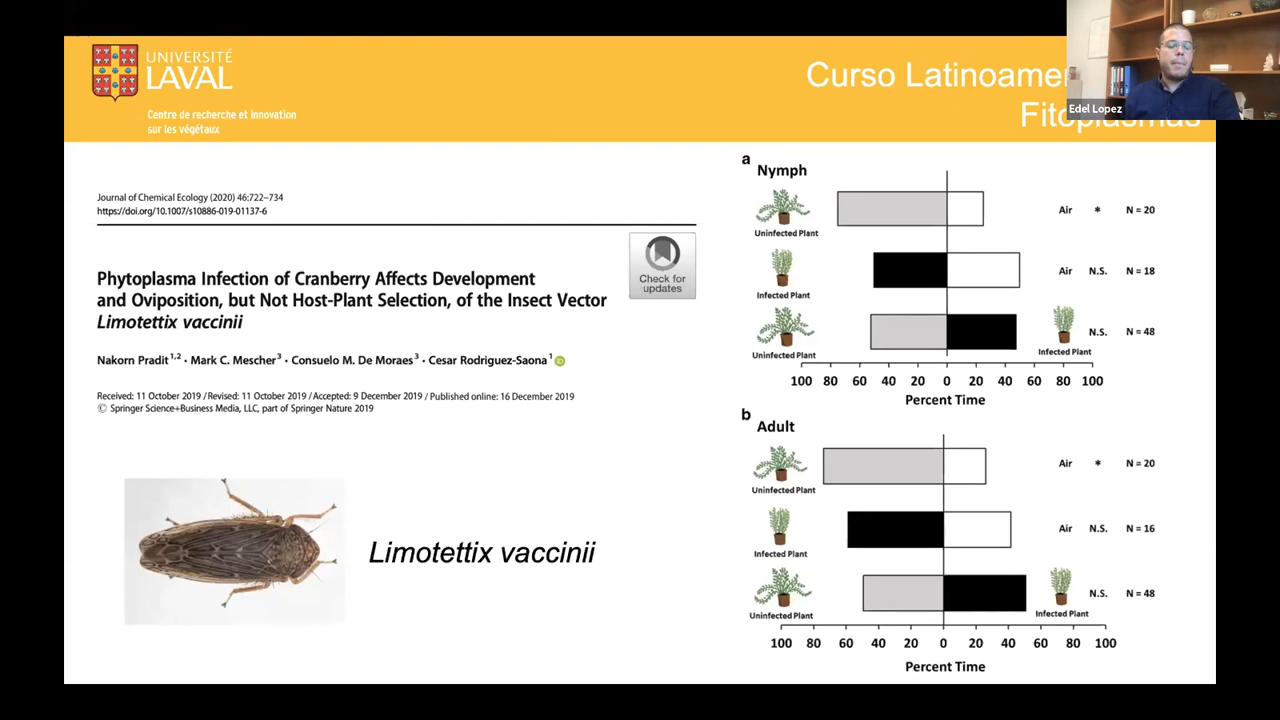 UNIVERSITÉ
LAVAL
Centre de recherche et innovation
sur les végétaux
Curso Latinoame
Fitoplasmas
Edel Lopez
Journal of Chemical Ecology (2020) 46:722–734
https://doi.org/10.1007/s10886-019-01137-6
Check for
updates
Phytoplasma Infection of Cranberry Affects Development
and Oviposition, but Not Host-Plant Selection, of the Insect Vector
Limotettix vaccinii
Nakorn Pradit 1,2 · Mark C. Mescher 3 · Consuelo M. De Moraes 3 · Cesar Rodriguez-Saona 1
Received: 11 October 2019 / Revised: 11 October 2019 / Accepted: 9 December 2019 / Published online: 16 December 2019
© Springer Science+Business Media, LLC, part of Springer Nature 2019
Limotettix vaccinii
a
Nymph
Uninfected Plant
Air * N = 20
Infected Plant
Air N.S. N = 18
Uninfected Plant
Infected Plant
N.S. N = 48
100 80 60 40 20 0 20 40 60 80 100
Percent Time
b
Adult
Uninfected Plant
Air * N = 20
Infected Plant
Air N.S. N = 16
Uninfected Plant
Infected Plant
N.S. N = 48
100 80 60 40 20 0 20 40 60 80 100
Percent Time